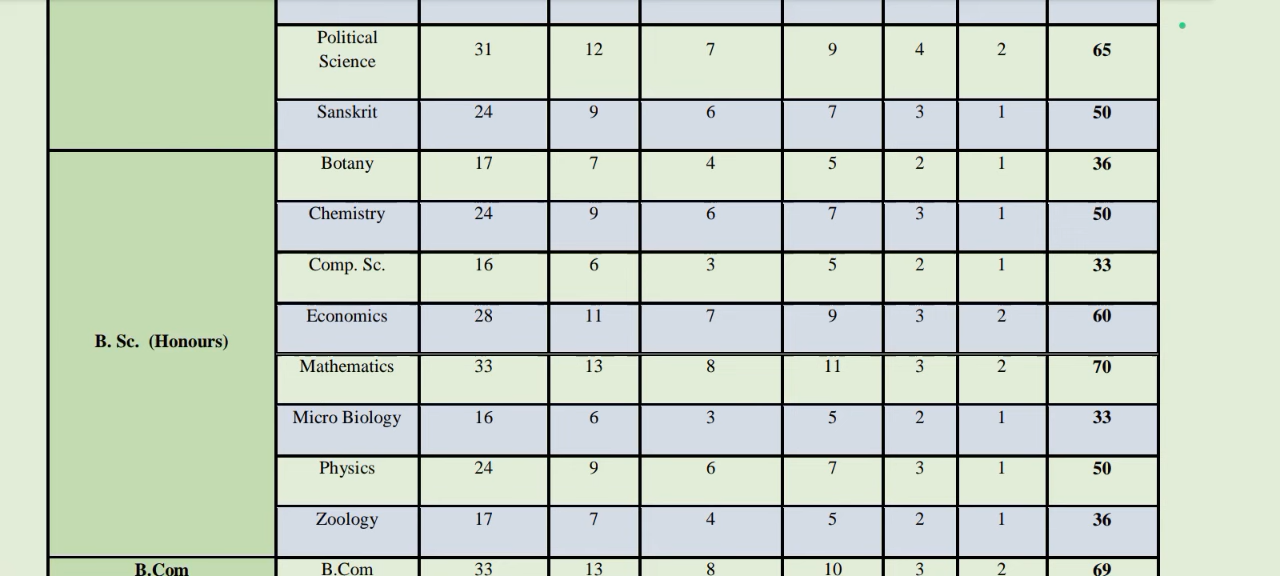 Political
Science 31 12 7 9 4 2 65
Sanskrit 24 9 6 7 3 1 50
Botany 17 7 4 5 2 1 36
Chemistry 24 9 6 7 3 1 50
Comp. Sc. 16 6 3 5 2 1 33
Economics 28 11 7 9 3 2 60
B. Sc. (Honours)
Mathematics 33 13 8 11 3 2 70
Micro Biology 16 6 3 5 2 1 33
Physics 24 9 6 7 3 1 50
Zoology 17 7 4 5 2 1 36
B.Com B.Com 33 13 8 10 3 2 69